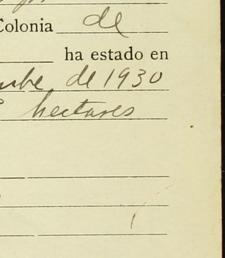 Colonia de
ha estado en
de 1930
hectares